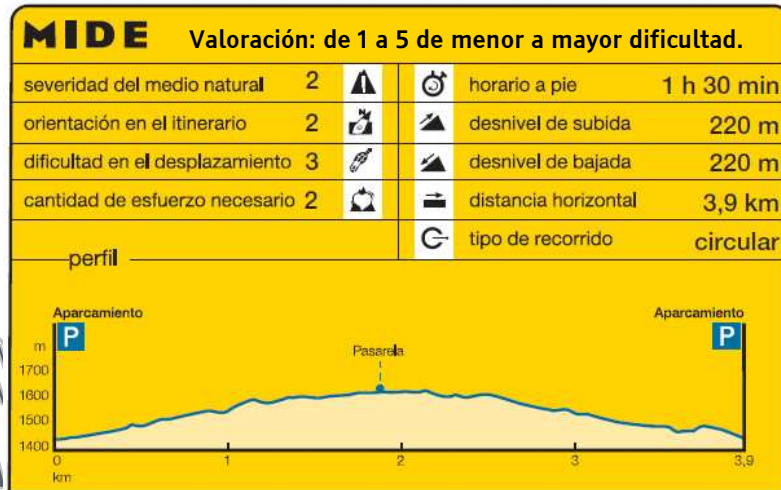 MIDE Valoración: de 1 a 5 de menor a mayor dificultad.
severidad del medio natural 2
orientación en el itinerario 2
dificultad en el desplazamiento 3
cantidad de esfuerzo necesario 2
horario a pie 1 h 30 min
desnivel de subida 220 m
desnivel de bajada 220 m
distancia horizontal 3,9 km
tipo de recorrido circular
perfil
Aparcamiento Aparcamiento
P P
Pasarela
m
1700
1600
1500
1400
0 1 2 3 3,9
km